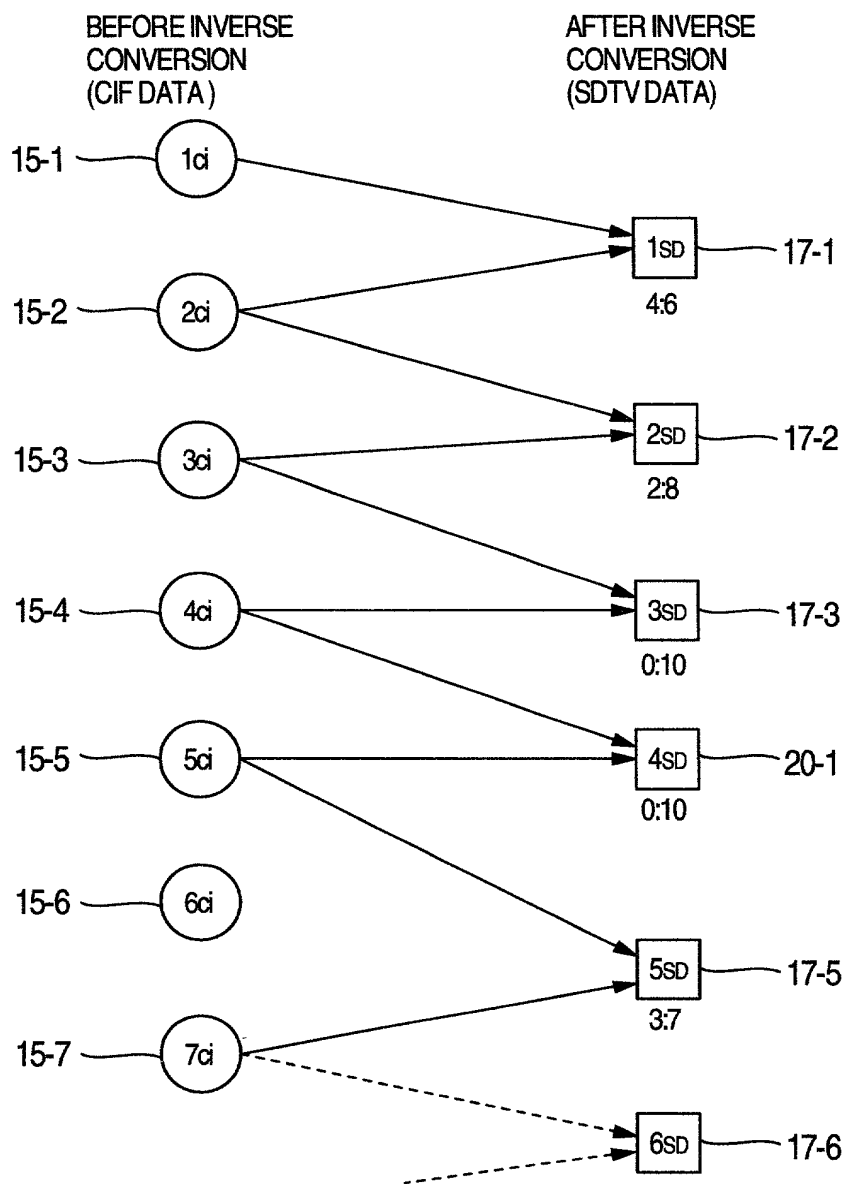 BEFORE INVERSE
CONVERSION
(CIF DATA)
AFTER INVERSE
CONVERSION
(SDTV DATA)
15-1
1ci
1SD
17-1
4:6
15-2
2ci
2SD
17-2
2:8
15-3
3ci
15-4
4ci
3SD
17-3
0:10
15-5
5ci
4SD
20-1
0:10
15-6
6ci
5SD
17-5
3:7
15-7
7ci
6SD
17-6